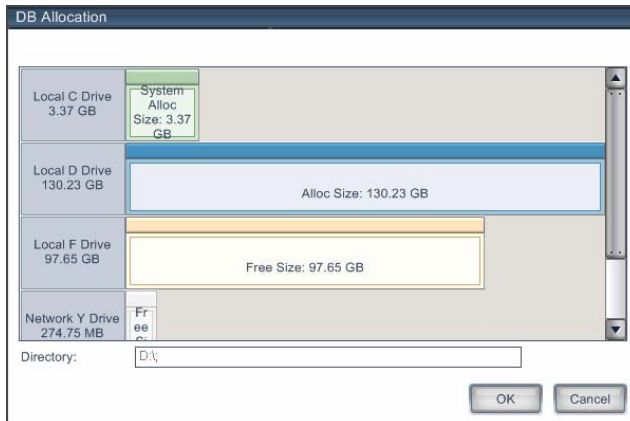 DB Allocation
Local C Drive
3.37 GB
System
Alloc
Size: 3.37
GB
Local D Drive
130.23 GB
Alloc Size: 130.23 GB
Local F Drive
97.65 GB
Free Size: 97.65 GB
Network Y Drive
274.75 MB
Fr
ee
Directory:
D:\;
OK
Cancel